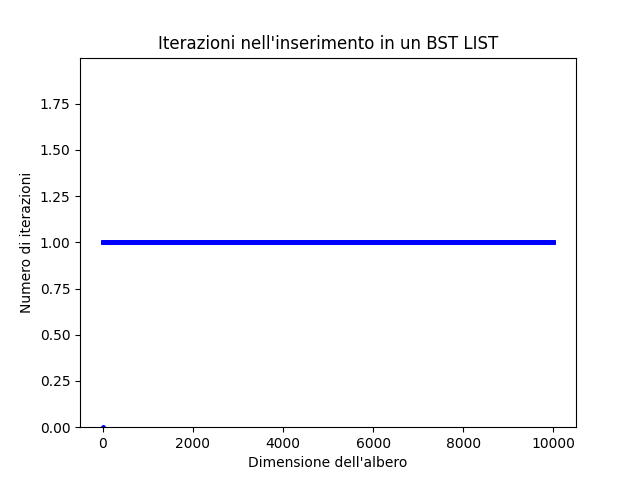 Iterazioni nell'inserimento in un BST LIST
Numero di iterazioni
1.75
1.50
1.25
1.00
0.75
0.50
0.25
0.00
0 2000 4000 6000 8000 10000
Dimensione dell'albero